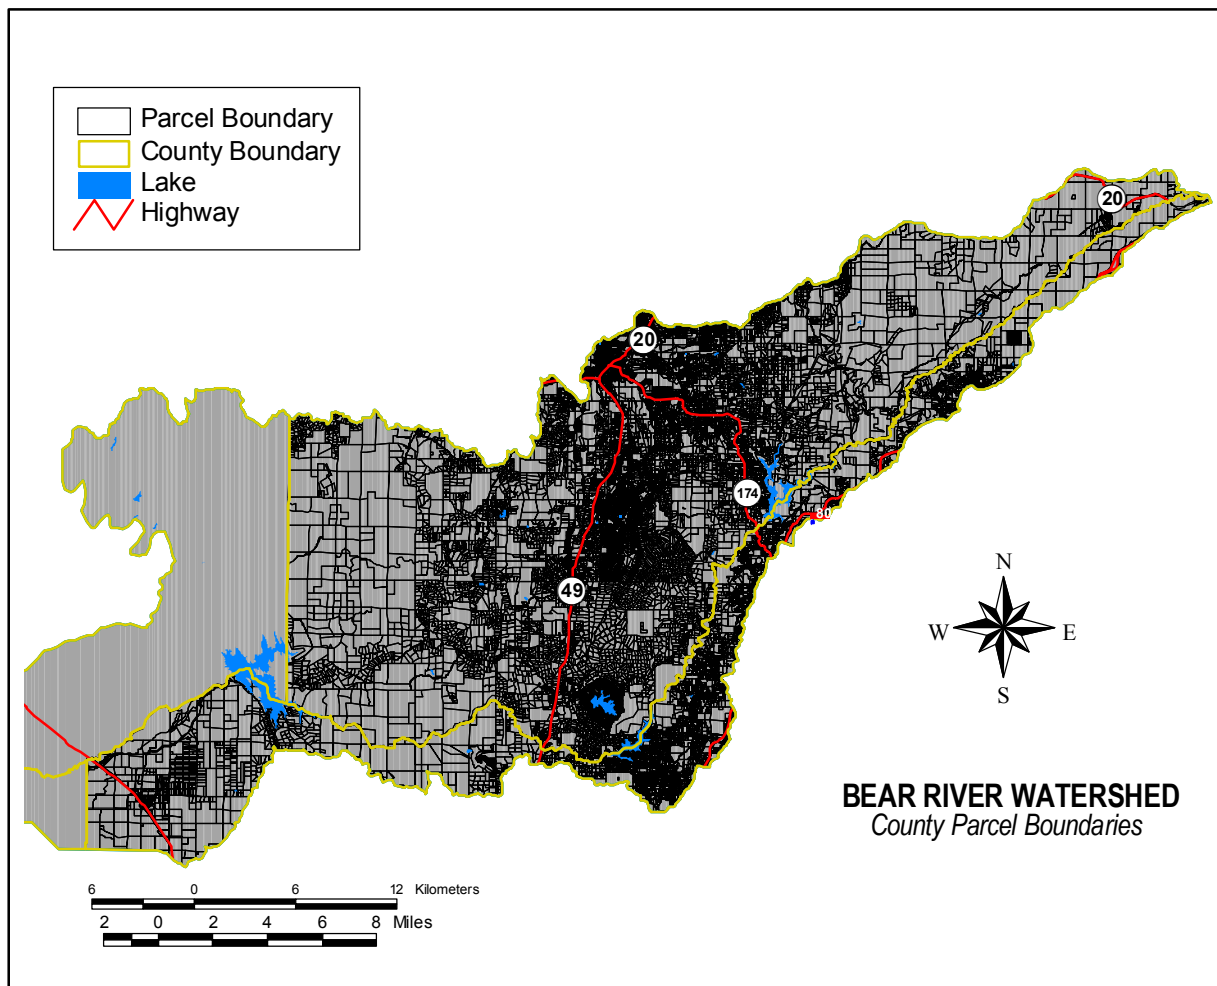 Parcel Boundary
County Boundary
Lake
Highway
20
20
174
80
49
N
W E
S
BEAR RIVER WATERSHED
County Parcel Boundaries
6 0 6 12 Kilometers
2 0 2 4 6 8 Miles